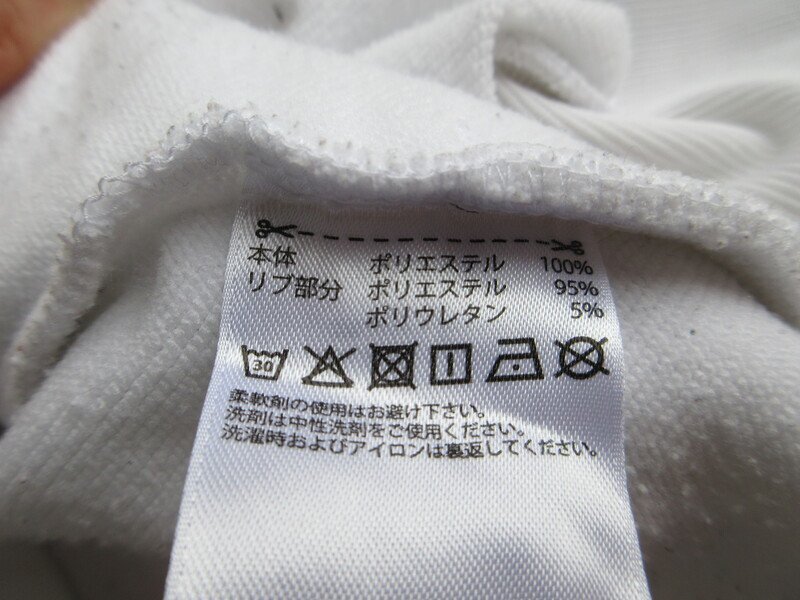 本体 ポリエステル 100%
リブ部分 ポリエステル 95%
ポリウレタン 5%
30
柔軟剤の使用はお避け下さい。
洗剤は中性洗剤をご使用ください。
洗濯時およびアイロンは裏返してください。